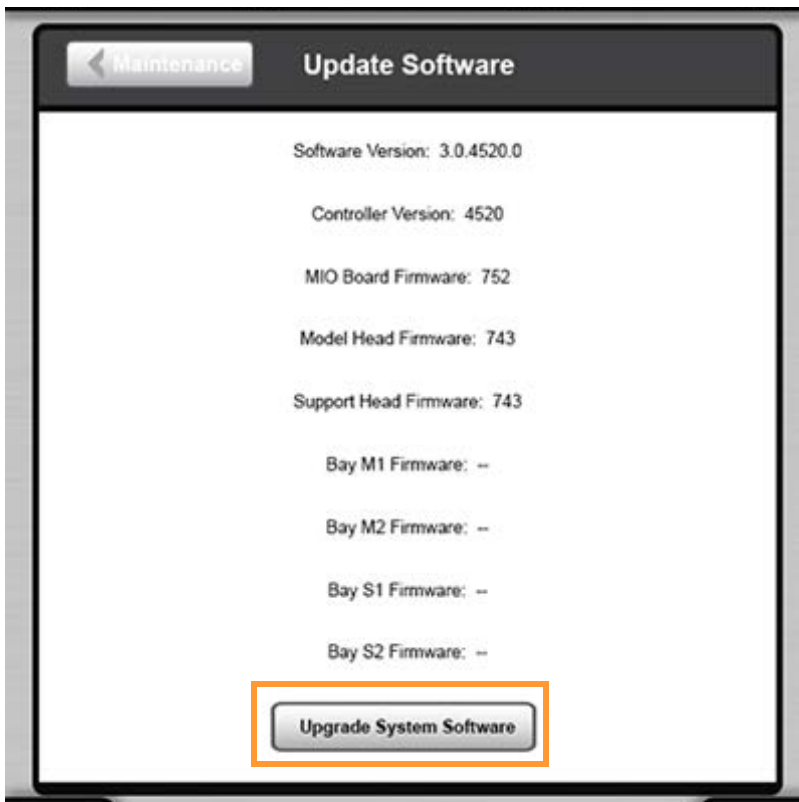 Maintenance
Update Software
Software Version: 3.0.4520.0
Controller Version: 4520
MIO Board Firmware: 752
Model Head Firmware: 743
Support Head Firmware: 743
Bay M1 Firmware: --
Bay M2 Firmware: --
Bay S1 Firmware: --
Bay S2 Firmware: --
Upgrade System Software